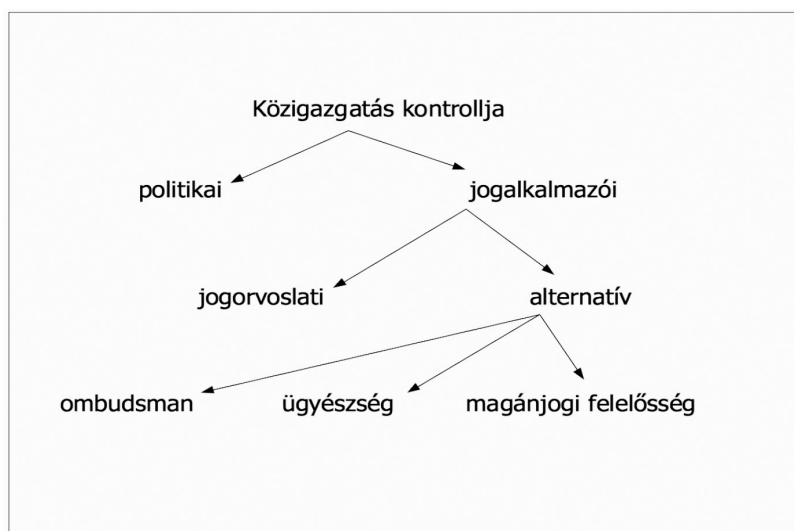 Közigazgatás kontrollja
politikai
jogalkalmazói
jogorvoslati
alternatív
ombudsman
ügyészség
magánjogi felelősség